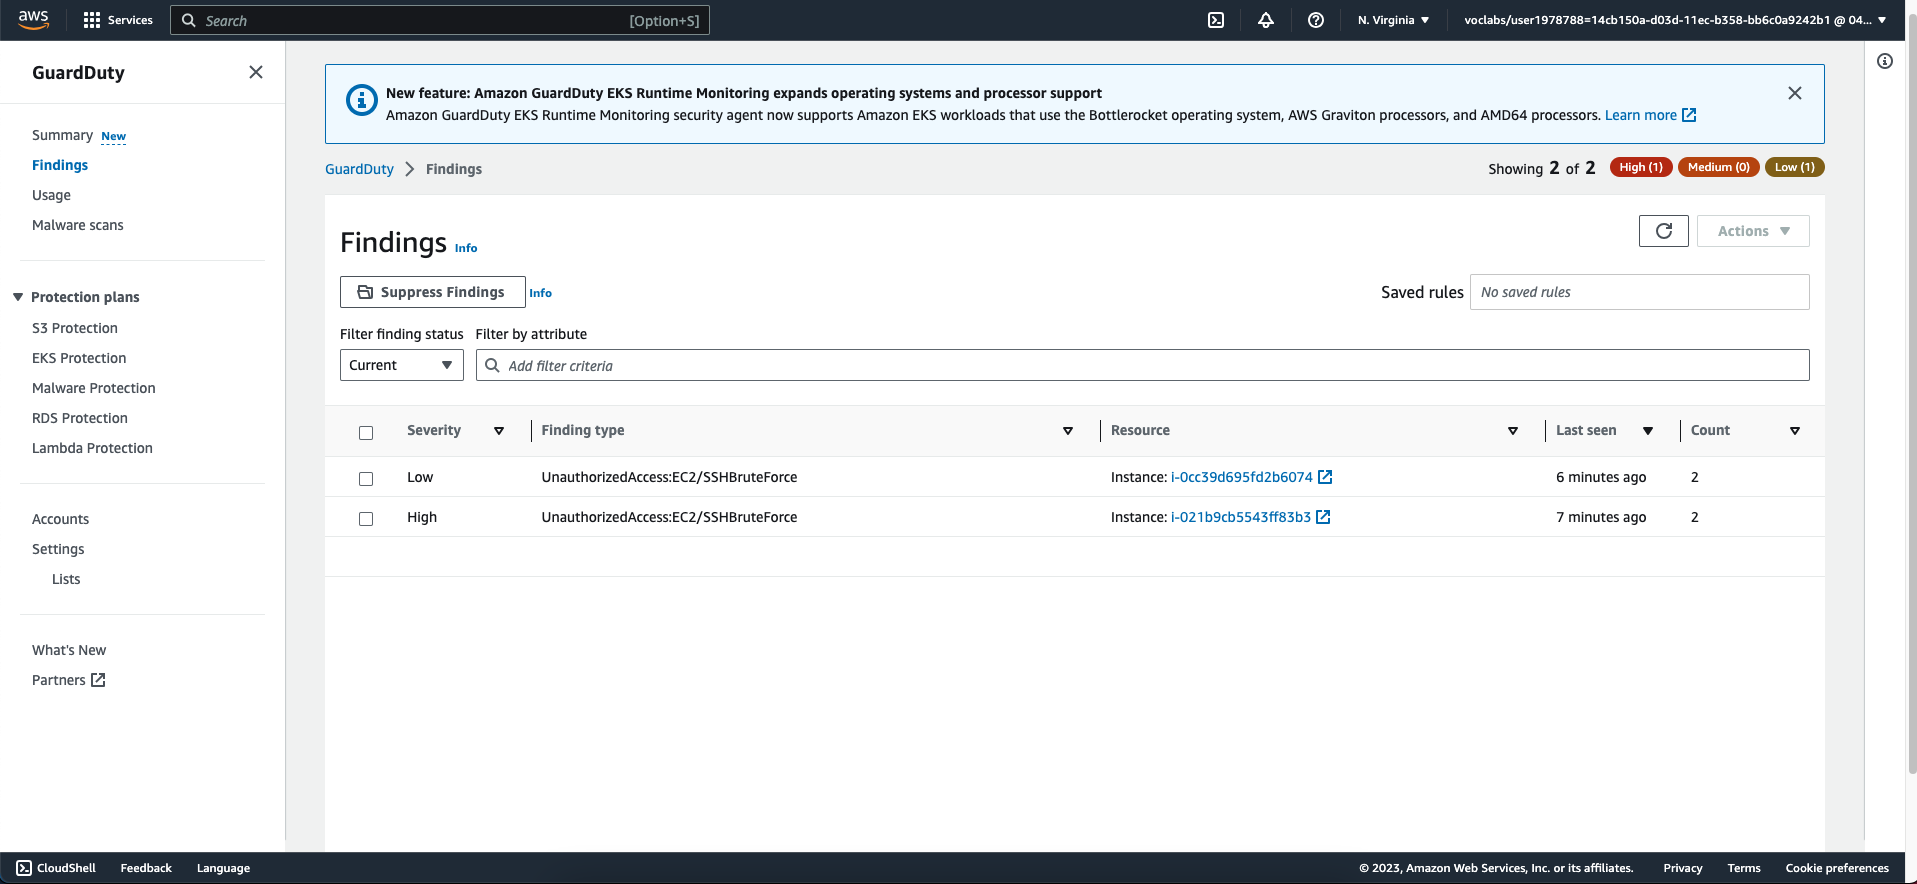 aws Services Search [Option+S] N. Virginia voclabs/user1978788=14cb150a-d03d-11ec-b358-bb6c0a9242b1 @ 04...
GuardDuty
Summary New
Findings
Usage
Malware scans
Protection plans
S3 Protection
EKS Protection
Malware Protection
RDS Protection
Lambda Protection
Accounts
Settings
Lists
What's New
Partners
New feature: Amazon GuardDuty EKS Runtime Monitoring expands operating systems and processor support
Amazon GuardDuty EKS Runtime Monitoring security agent now supports Amazon EKS workloads that use the Bottlerocket operating system, AWS Graviton processors, and AMD64 processors. Learn more
GuardDuty Findings
Showing 2 of 2 High (1) Medium (0) Low (1)
Findings Info
Actions
Suppress Findings Info
Saved rules No saved rules
Filter finding status Filter by attribute
Current Add filter criteria
Severity Finding type Resource Last seen Count
Low UnauthorizedAccess:EC2/SSHBruteForce Instance: i-0cc39d695fd2b6074 6 minutes ago 2
High UnauthorizedAccess:EC2/SSHBruteForce Instance: i-021b9cb5543ff83b3 7 minutes ago 2
CloudShell Feedback Language © 2023, Amazon Web Services, Inc. or its affiliates. Privacy Terms Cookie preferences